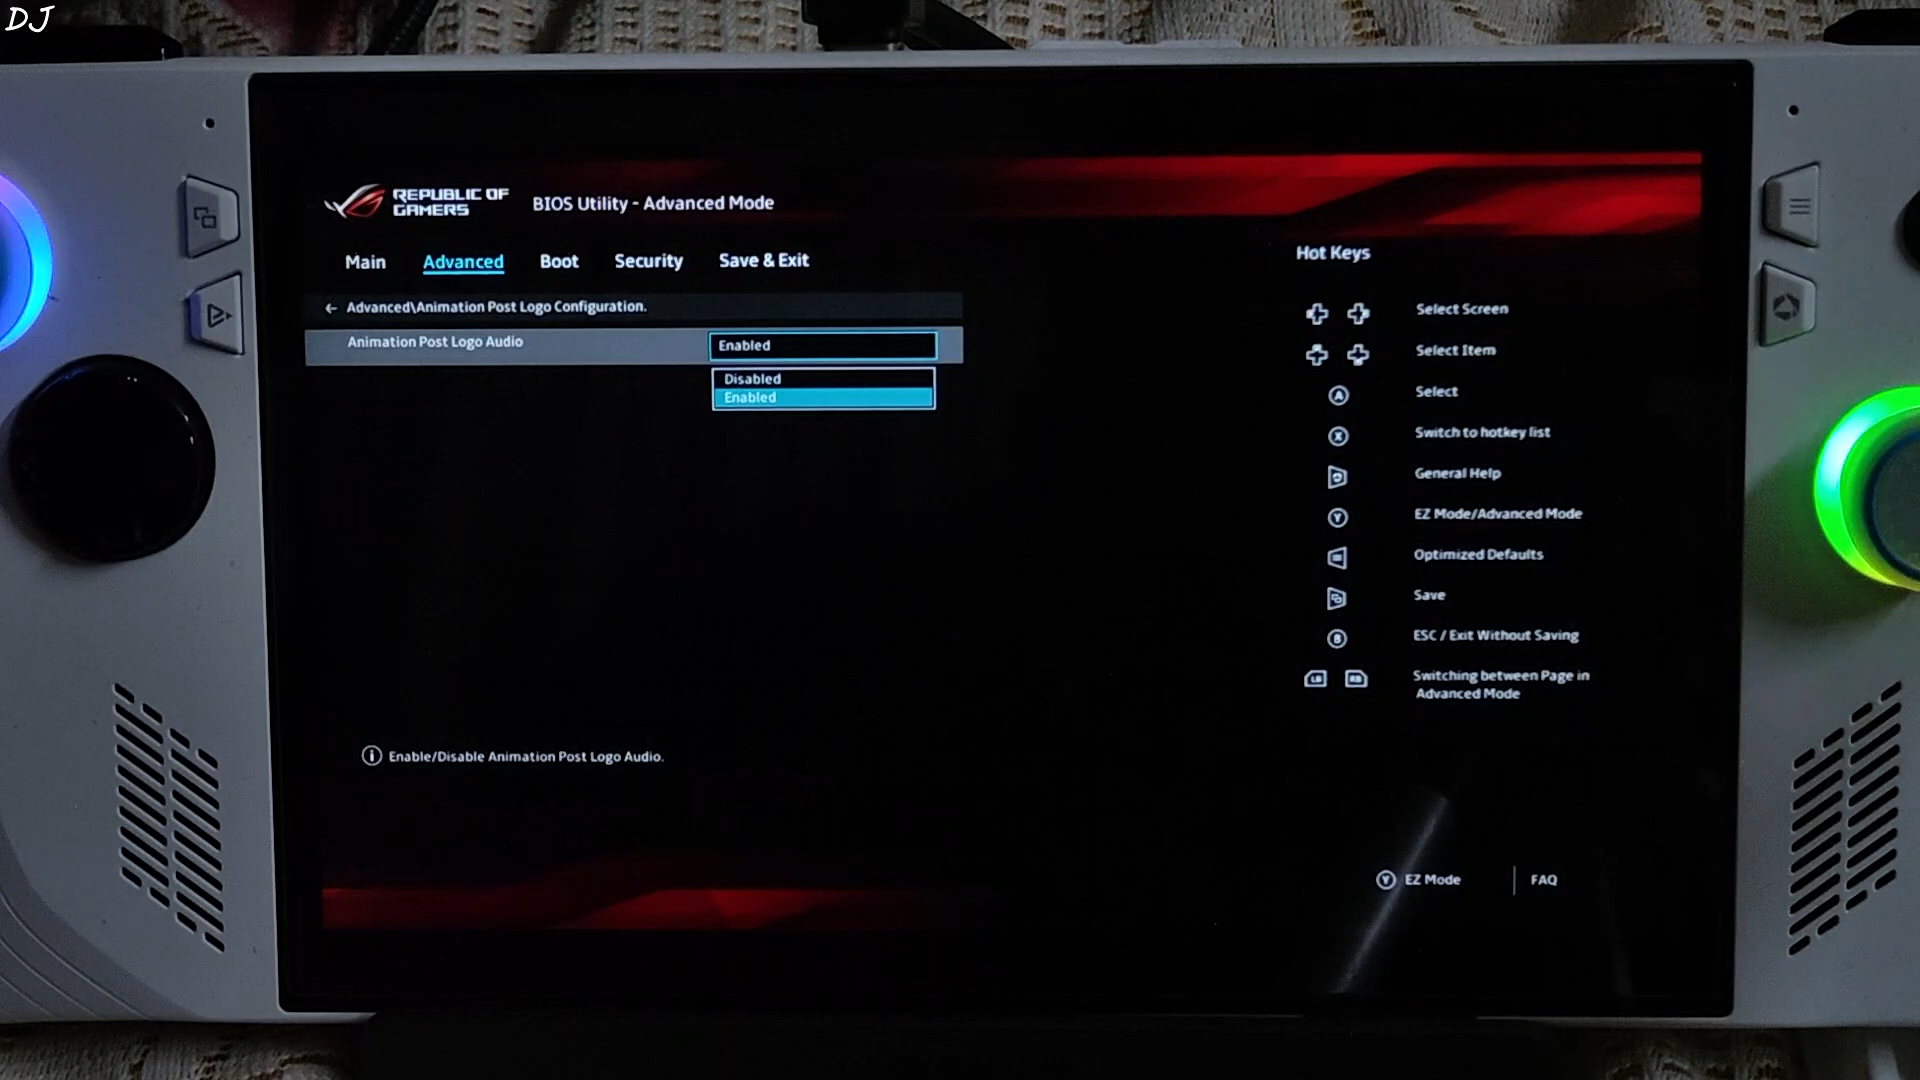 DJ
REPUBLIC OF
GAMERS
BIOS Utility - Advanced Mode
Main Advanced Boot Security Save & Exit
← Advanced\Animation Post Logo Configuration.
Animation Post Logo Audio Enabled
Disabled
Enabled
Enable/Disable Animation Post Logo Audio.
Hot Keys
Select Screen
Select Item
A Select
X Switch to hotkey list
General Help
Y EZ Mode/Advanced Mode
Optimized Defaults
Save
B ESC / Exit Without Saving
LB RB Switching between Page in
Advanced Mode
Y EZ Mode | FAQ